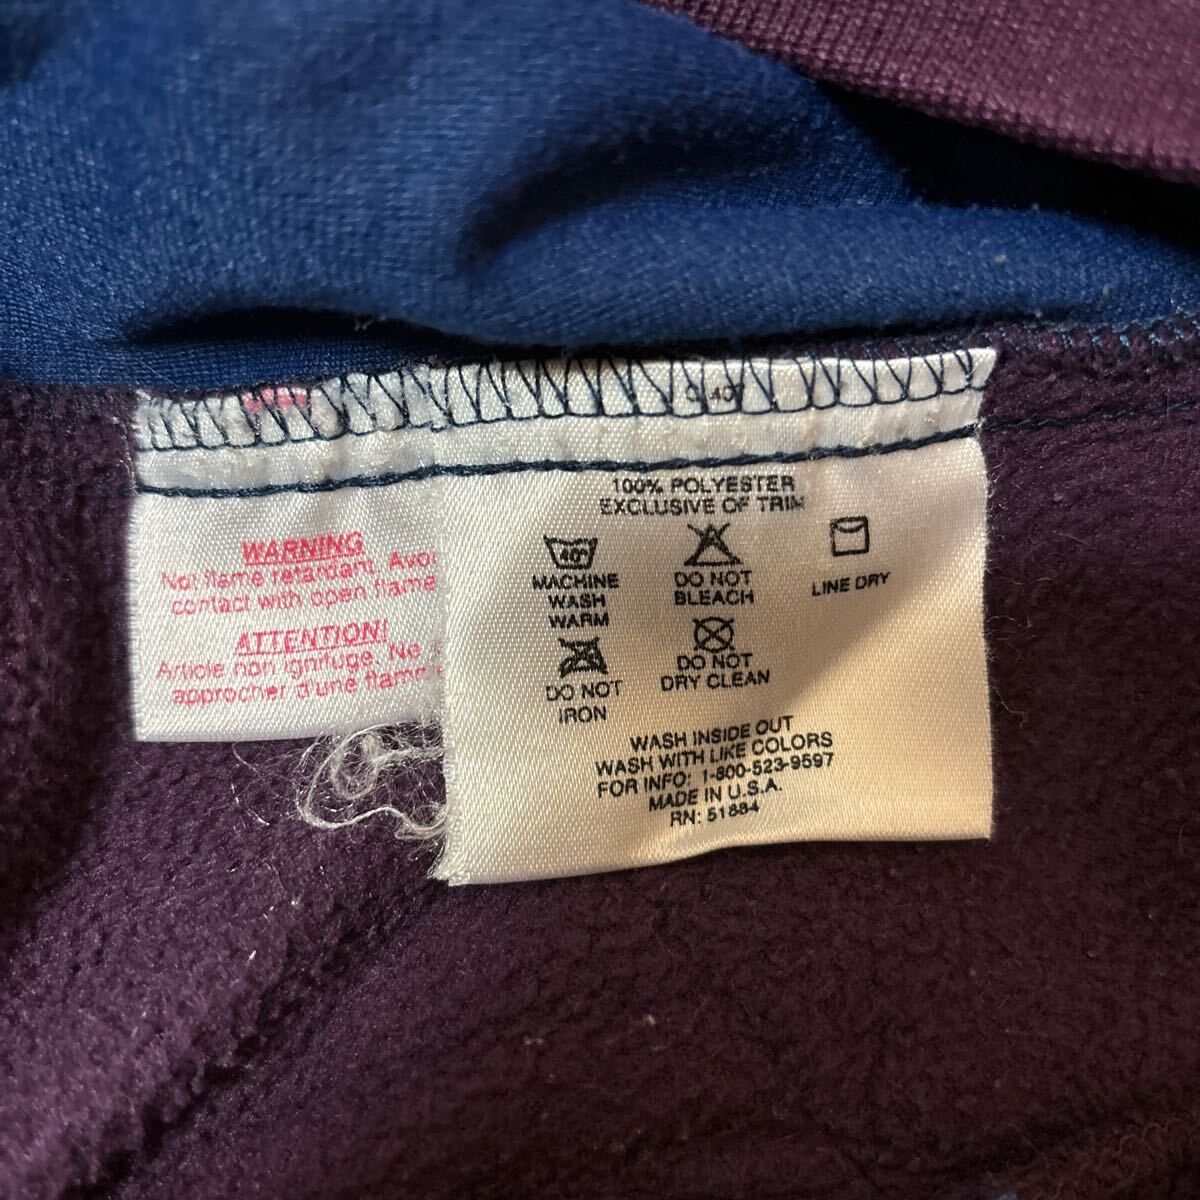 WARNING
Not flame retardant. Avo
contact with open flame
ATTENTION!
Article non ignifuge. Ne
approcher d'une flam
100% POLYESTER
EXCLUSIVE OF TRIM
40°
MACHINE
WASH
WARM
DO NOT
BLEACH
LINE DRY
DO NOT
IRON
DO NOT
DRY CLEAN
WASH INSIDE OUT
WASH WITH LIKE COLORS
FOR INFO: 1-800-523-9597
MADE IN U.S.A.
RN: 51884